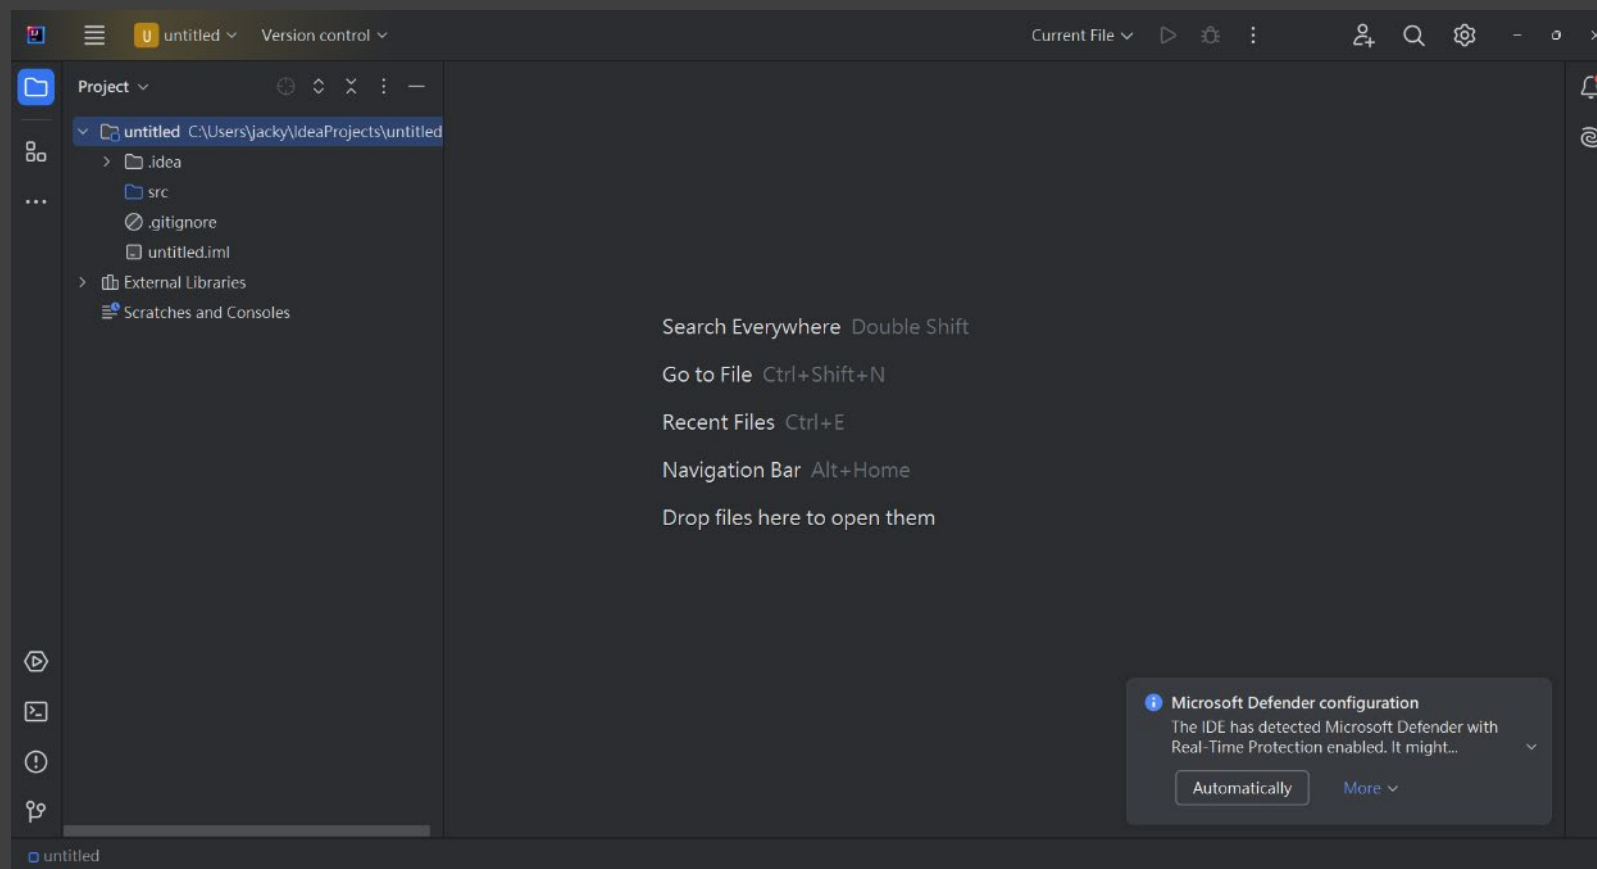 U untitled Version control Current File
Project
untitled C:\Users\jacky\IdeaProjects\untitled
.idea
src
.gitignore
untitled.iml
External Libraries
Scratches and Consoles
Search Everywhere Double Shift
Go to File Ctrl+Shift+N
Recent Files Ctrl+E
Navigation Bar Alt+Home
Drop files here to open them
Microsoft Defender configuration
The IDE has detected Microsoft Defender with
Real-Time Protection enabled. It might...
Automatically More
untitled